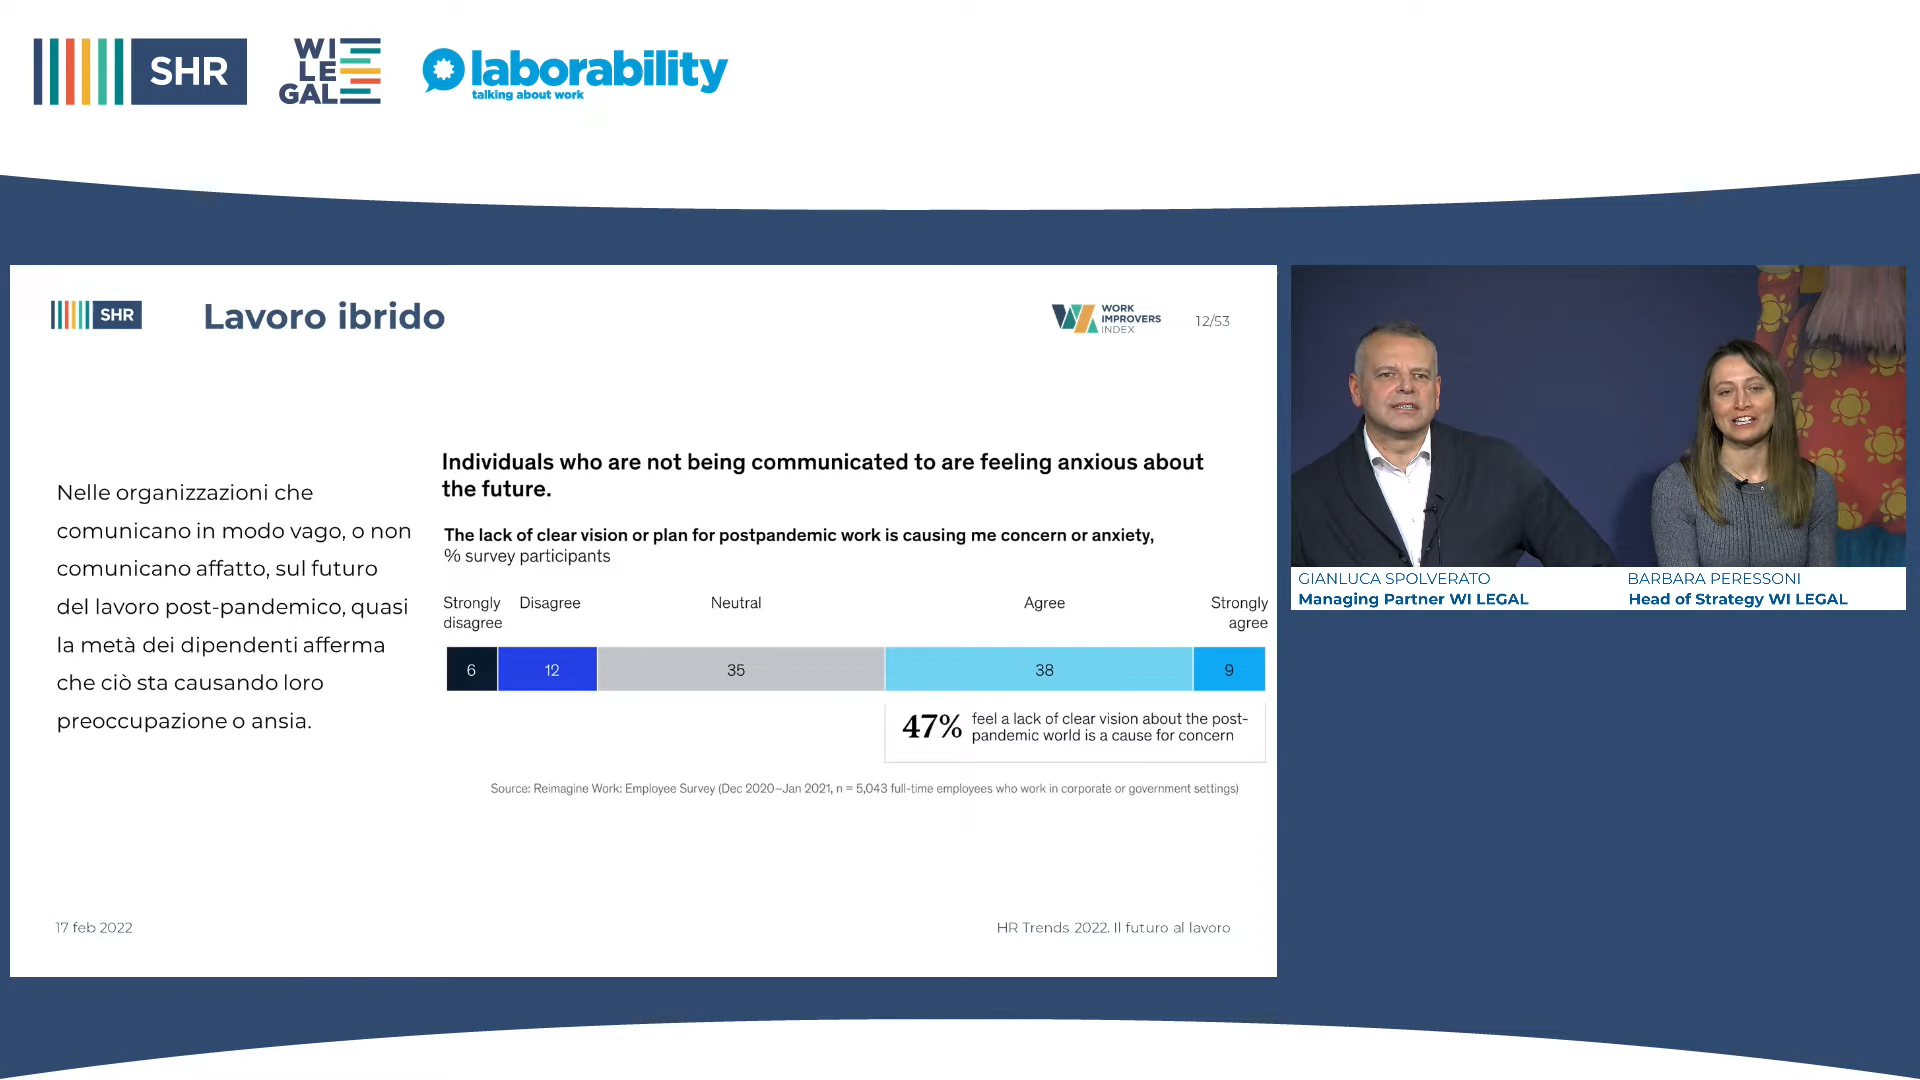 SHR
WI
LE
GAL
laborability
talking about work
SHR
Lavoro ibrido
WORK
IMPROVERS
INDEX
12/53
Nelle organizzazioni che
comunicano in modo vago, o non
comunicano affatto, sul futuro
del lavoro post-pandemico, quasi
la metà dei dipendenti afferma
che ciò sta causando loro
preoccupazione o ansia.
Individuals who are not being communicated to are feeling anxious about
the future.
The lack of clear vision or plan for postpandemic work is causing me concern or anxiety,
% survey participants
Strongly disagree
Disagree
Neutral
Agree
Strongly agree
6 12 35 38 9
47% feel a lack of clear vision about the post-
pandemic world is a cause for concern
Source: Reimagine Work: Employee Survey (Dec 2020–Jan 2021, n = 5,043 full-time employees who work in corporate or government settings)
17 feb 2022
HR Trends 2022. Il futuro al lavoro
GIANLUCA SPOLVERATO
Managing Partner WI LEGAL
BARBARA PERESSONI
Head of Strategy WI LEGAL